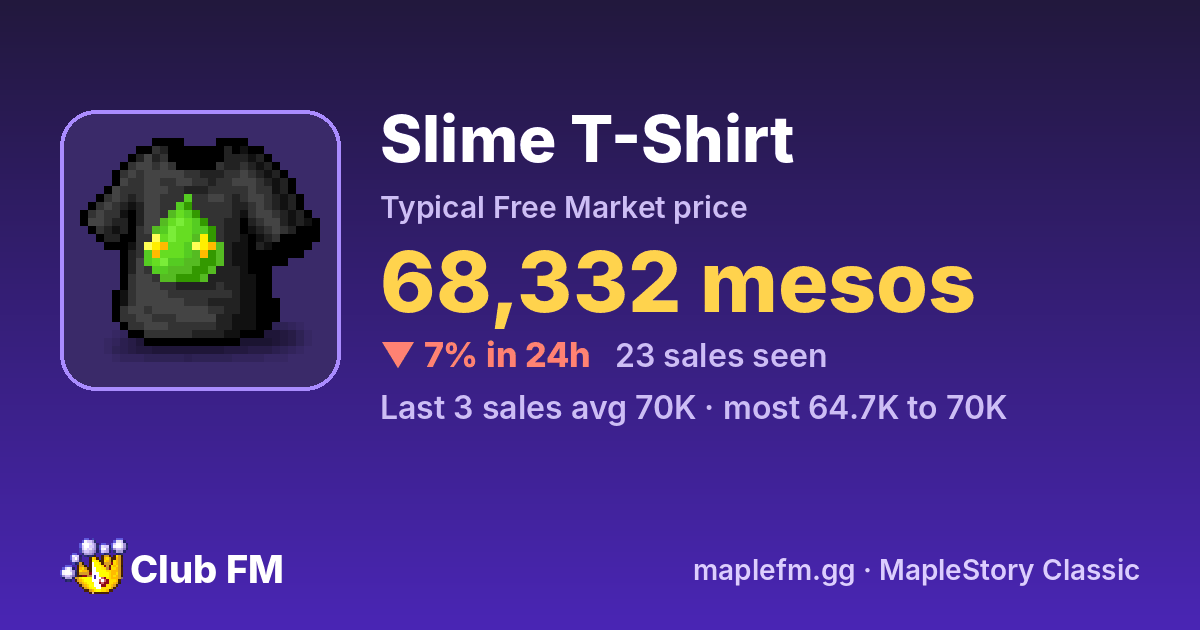 Slime T-Shirt
Typical Free Market price
68,332 mesos
▼ 7% in 24h 23 sales seen
Last 3 sales avg 70K · most 64.7K to 70K
Club FM
maplefm.gg · MapleStory Classic